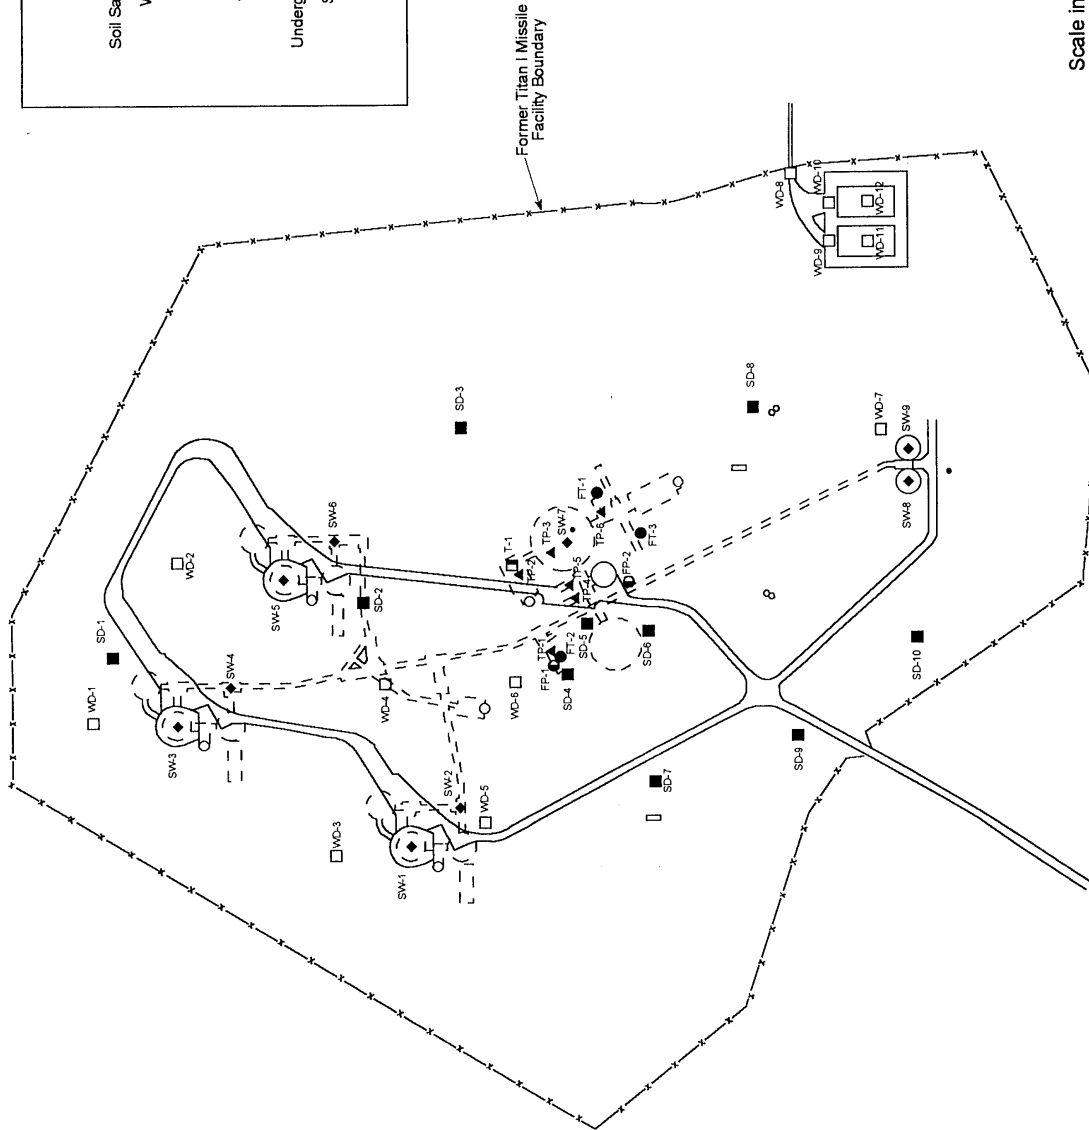 Soil Sa
W
Underg
S
Former Titan I Missile
Facility Boundary
Scale in
WD-1
SD-1
WD-2
SW-3
SW-4
SW-5
SW-6
SD-2
SD-3
WD-3
SW-1
SW-2
WD-4
WD-5
WD-6
T-1
TP-2
TP-3
SW-7
TP-5
TP-4
TP-6
FT-1
FT-3
FP-2
TP-1
FT-2
FP-1
SD-4
SD-5
SD-6
SD-7
SD-8
SD-9
SD-10
WD-7
SW-8
SW-9
WD-8
WD-9
WD-10
WD-11
WD-12